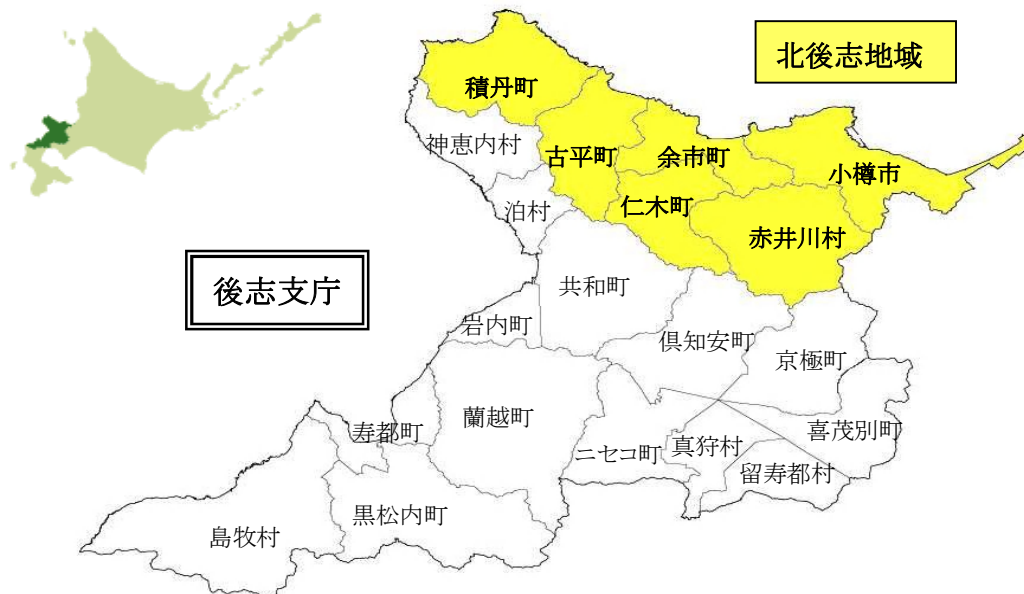 北後志地域
積丹町
神恵内村
古平町
余市町
小樽市
泊村
仁木町
赤井川村
後志支庁
共和町
岩内町
倶知安町
京極町
蘭越町
寿都町
喜茂別町
ニセコ町
真狩村
留寿都村
黒松内町
島牧村